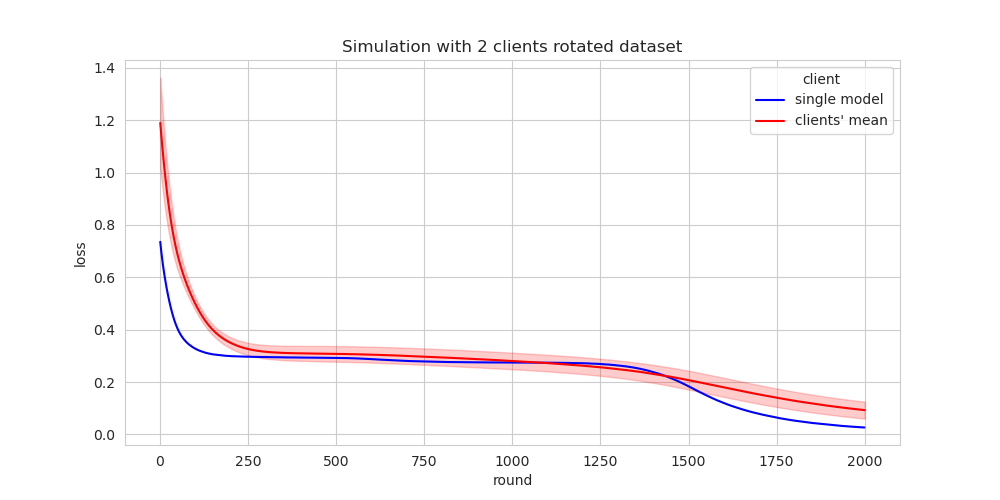 Simulation with 2 clients rotated dataset
client
single model
clients' mean
loss
1.4
1.2
1.0
0.8
0.6
0.4
0.2
0.0
0 250 500 750 1000 1250 1500 1750 2000
round